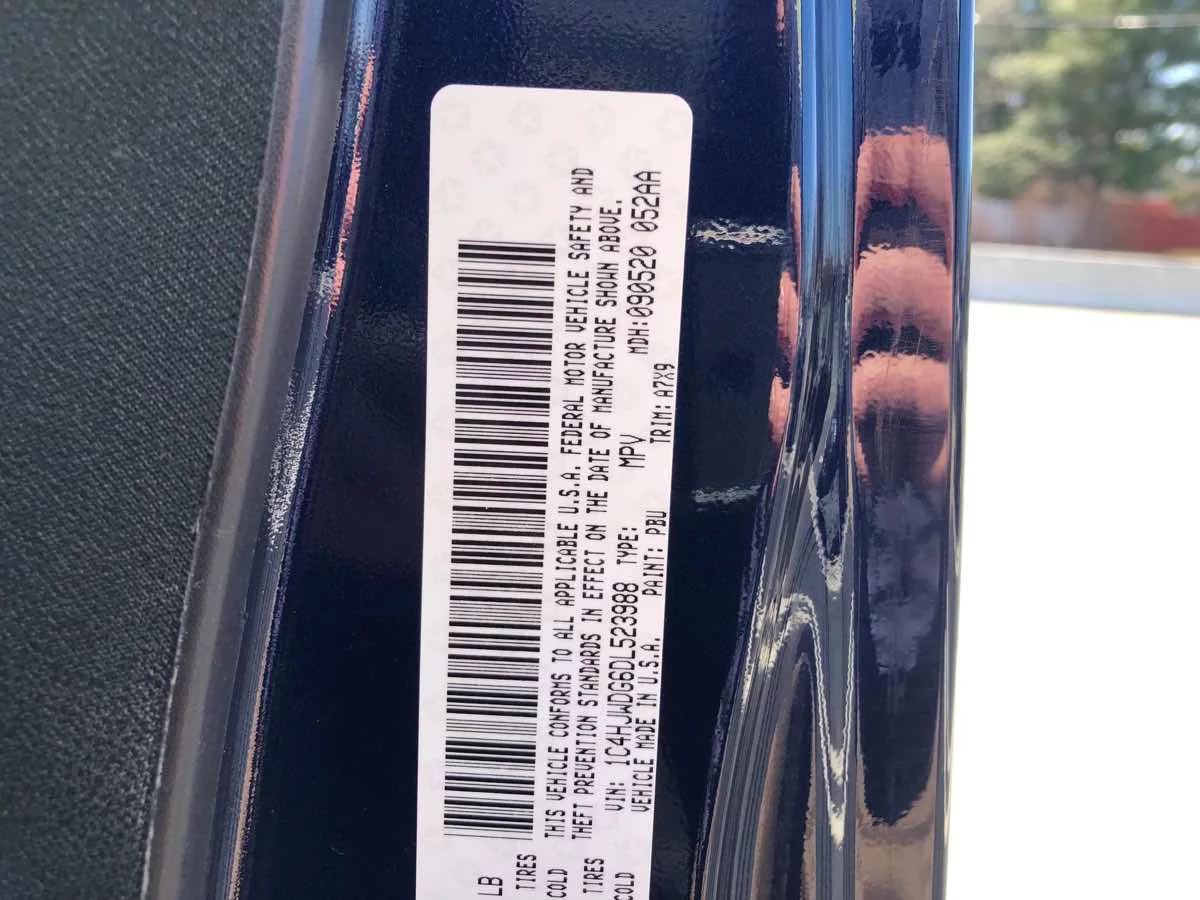 LB
TIRES
COLD
TIRES
COLD
THIS VEHICLE CONFORMS TO ALL APPLICABLE U.S.A. FEDERAL MOTOR VEHICLE SAFETY AND
THEFT PREVENTION STANDARDS IN EFFECT ON THE DATE OF MANUFACTURE SHOWN ABOVE.
VIN: 1C4HJWDG6DL523988 TYPE: MPV MDH:090520 052AA
VEHICLE MADE IN U.S.A. PAINT: PBU TRIM: A7X9